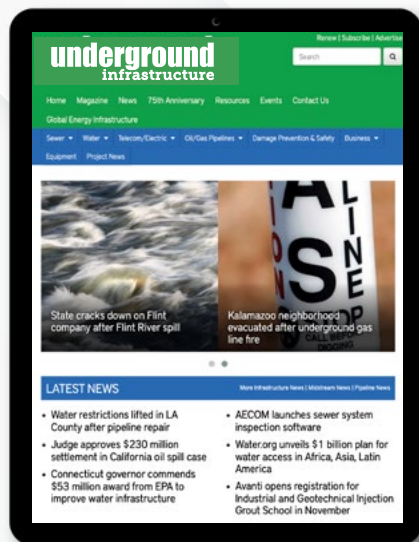 Renew | Subscribe | Advertise
underground
infrastructure
Search
Home Magazine News 75th Anniversary Resources Events Contact Us
Global Energy Infrastructure
Sewer Water Telecom/Electric Oil/Gas Pipelines Damage Prevention & Safety Business
Equipment Project News
State cracks down on Flint
company after Flint River spill
A
S
LINE
STOP
CALL BEFORE
DIGGING
Kalamazoo neighborhood
evacuated after underground gas
line fire
LATEST NEWS
More Infrastructure News | Midstream News | Pipeline News
• Water restrictions lifted in LA
County after pipeline repair
• Judge approves $230 million
settlement in California oil spill case
• Connecticut governor commends
$53 million award from EPA to
improve water infrastructure
• AECOM launches sewer system
inspection software
• Water.org unveils $1 billion plan for
water access in Africa, Asia, Latin
America
• Avanti opens registration for
Industrial and Geotechnical Injection
Grout School in November